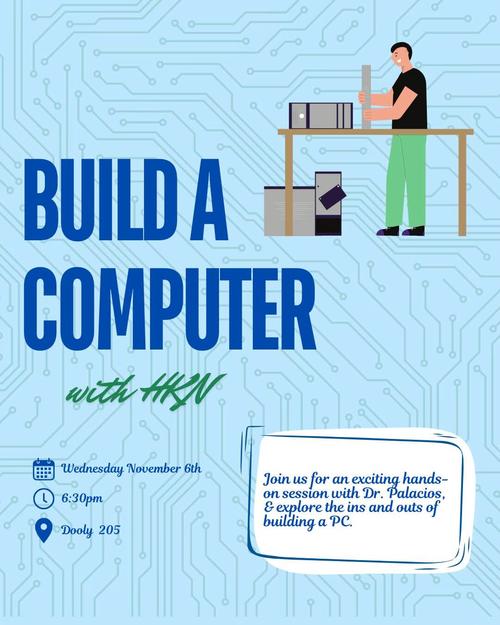 BUILD A
COMPUTER
with HKN
Wednesday November 6th
6:30pm
Dooly 205
Join us for an exciting hands-
on session with Dr. Palacios,
& explore the ins and outs of
building a PC.